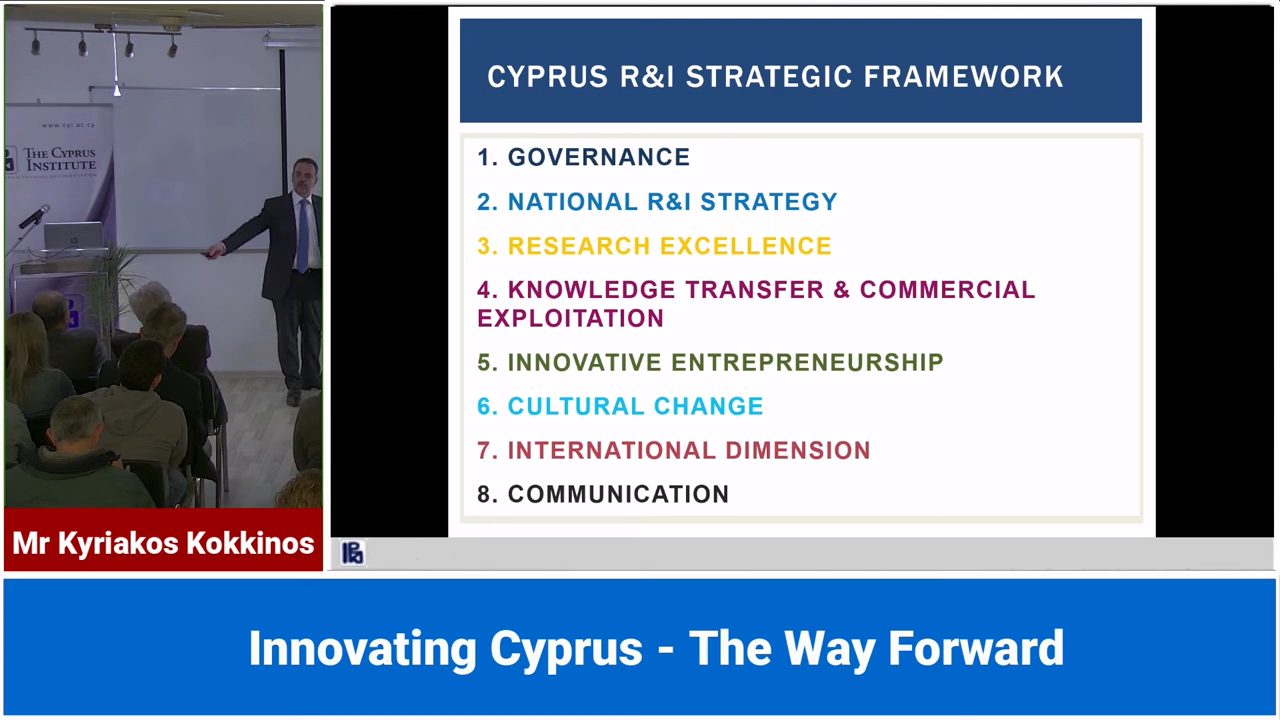 www.cyi.ac.cy
THE CYPRUS
INSTITUTE
Mr Kyriakos Kokkinos
CYPRUS R&I STRATEGIC FRAMEWORK
1. GOVERNANCE
2. NATIONAL R&I STRATEGY
3. RESEARCH EXCELLENCE
4. KNOWLEDGE TRANSFER & COMMERCIAL
EXPLOITATION
5. INNOVATIVE ENTREPRENEURSHIP
6. CULTURAL CHANGE
7. INTERNATIONAL DIMENSION
8. COMMUNICATION
Innovating Cyprus - The Way Forward